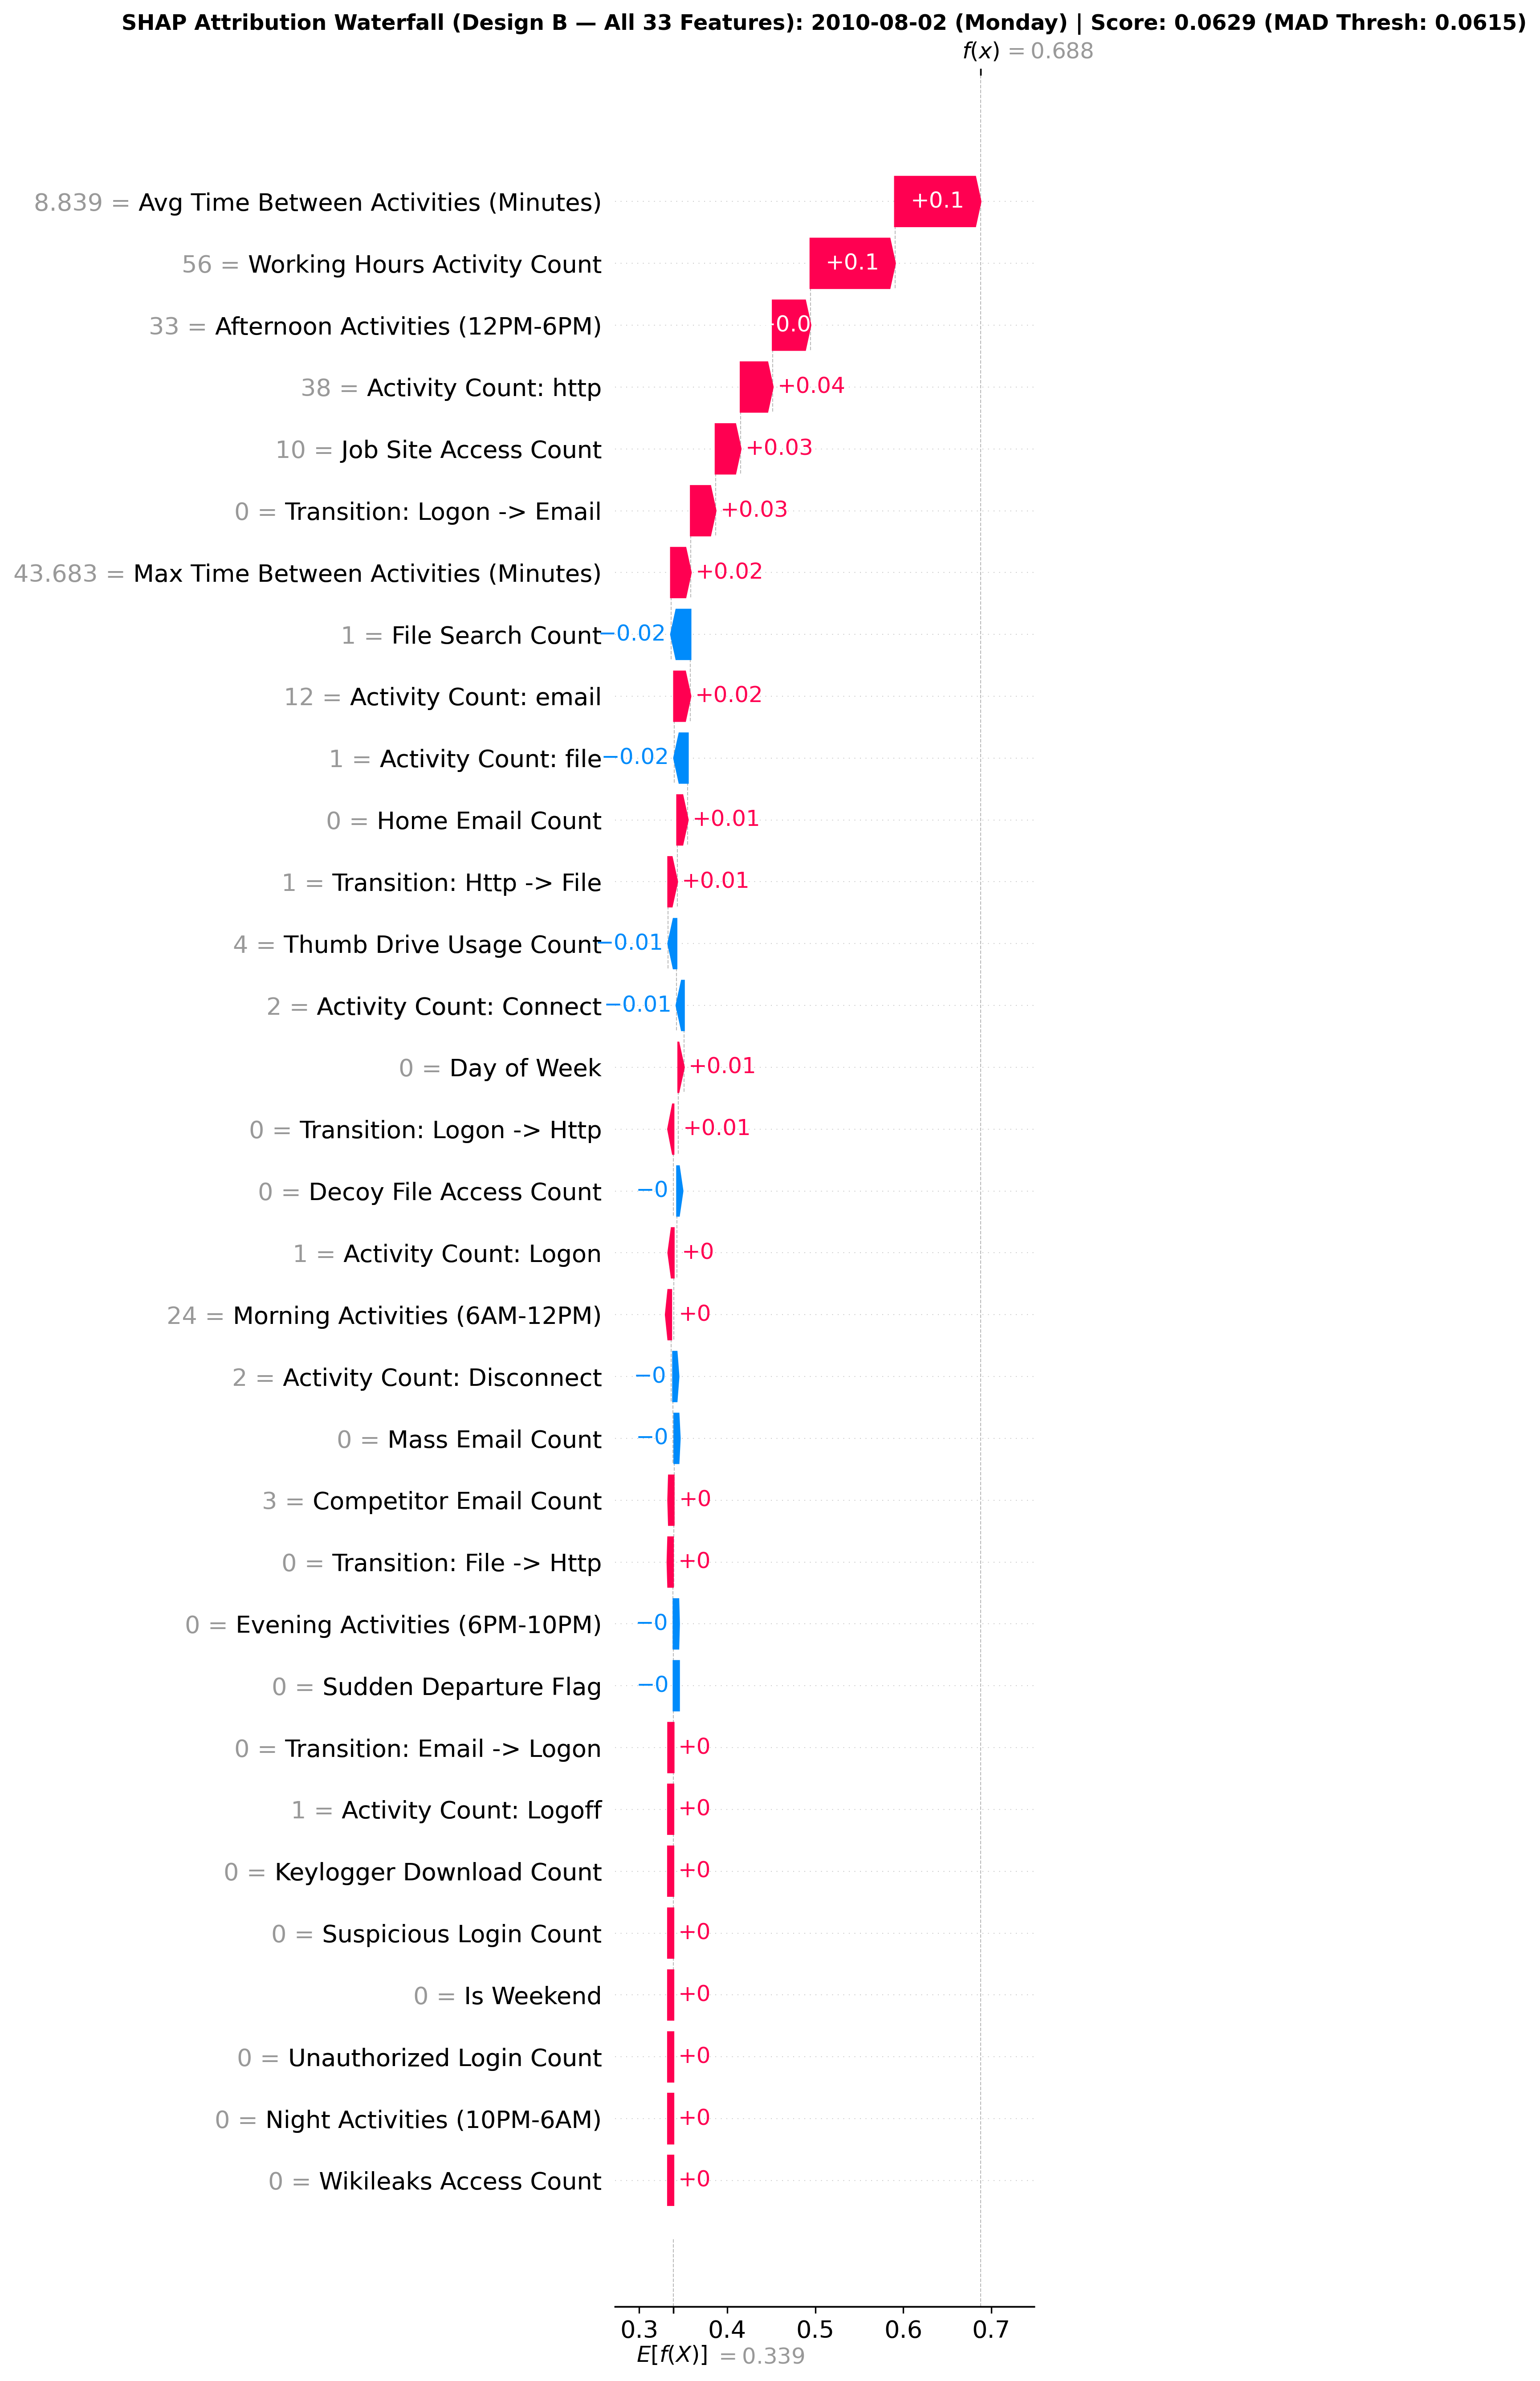 SHAP Attribution Waterfall (Design B — All 33 Features): 2010-08-02 (Monday) | Score: 0.0629 (MAD Thresh: 0.0615)
f(x) = 0.688
8.839 = Avg Time Between Activities (Minutes) +0.1
56 = Working Hours Activity Count +0.1
33 = Afternoon Activities (12PM-6PM) 0.0
38 = Activity Count: http +0.04
10 = Job Site Access Count +0.03
0 = Transition: Logon -> Email +0.03
43.683 = Max Time Between Activities (Minutes) +0.02
1 = File Search Count −0.02
12 = Activity Count: email +0.02
1 = Activity Count: file −0.02
0 = Home Email Count +0.01
1 = Transition: Http -> File +0.01
4 = Thumb Drive Usage Count −0.01
2 = Activity Count: Connect −0.01
0 = Day of Week +0.01
0 = Transition: Logon -> Http +0.01
0 = Decoy File Access Count −0
1 = Activity Count: Logon +0
24 = Morning Activities (6AM-12PM) +0
2 = Activity Count: Disconnect −0
0 = Mass Email Count −0
3 = Competitor Email Count +0
0 = Transition: File -> Http +0
0 = Evening Activities (6PM-10PM) −0
0 = Sudden Departure Flag −0
0 = Transition: Email -> Logon +0
1 = Activity Count: Logoff +0
0 = Keylogger Download Count +0
0 = Suspicious Login Count +0
0 = Is Weekend +0
0 = Unauthorized Login Count +0
0 = Night Activities (10PM-6AM) +0
0 = Wikileaks Access Count +0
0.3 0.4 0.5 0.6 0.7
E[f(X)] = 0.339